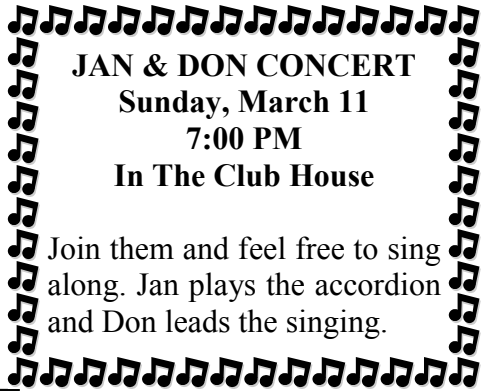 JAN & DON CONCERT
Sunday, March 11
7:00 PM
In The Club House
Join them and feel free to sing
along. Jan plays the accordion
and Don leads the singing.